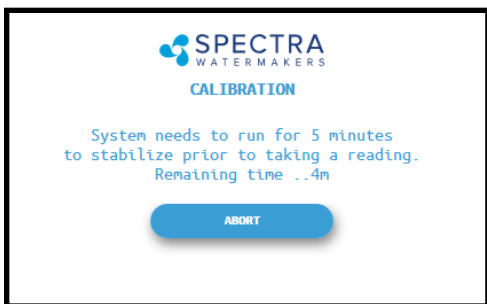 SPECTRA
WATERMAKERS
CALIBRATION
System needs to run for 5 minutes
to stabilize prior to taking a reading.
Remaining time ..4m
ABORT